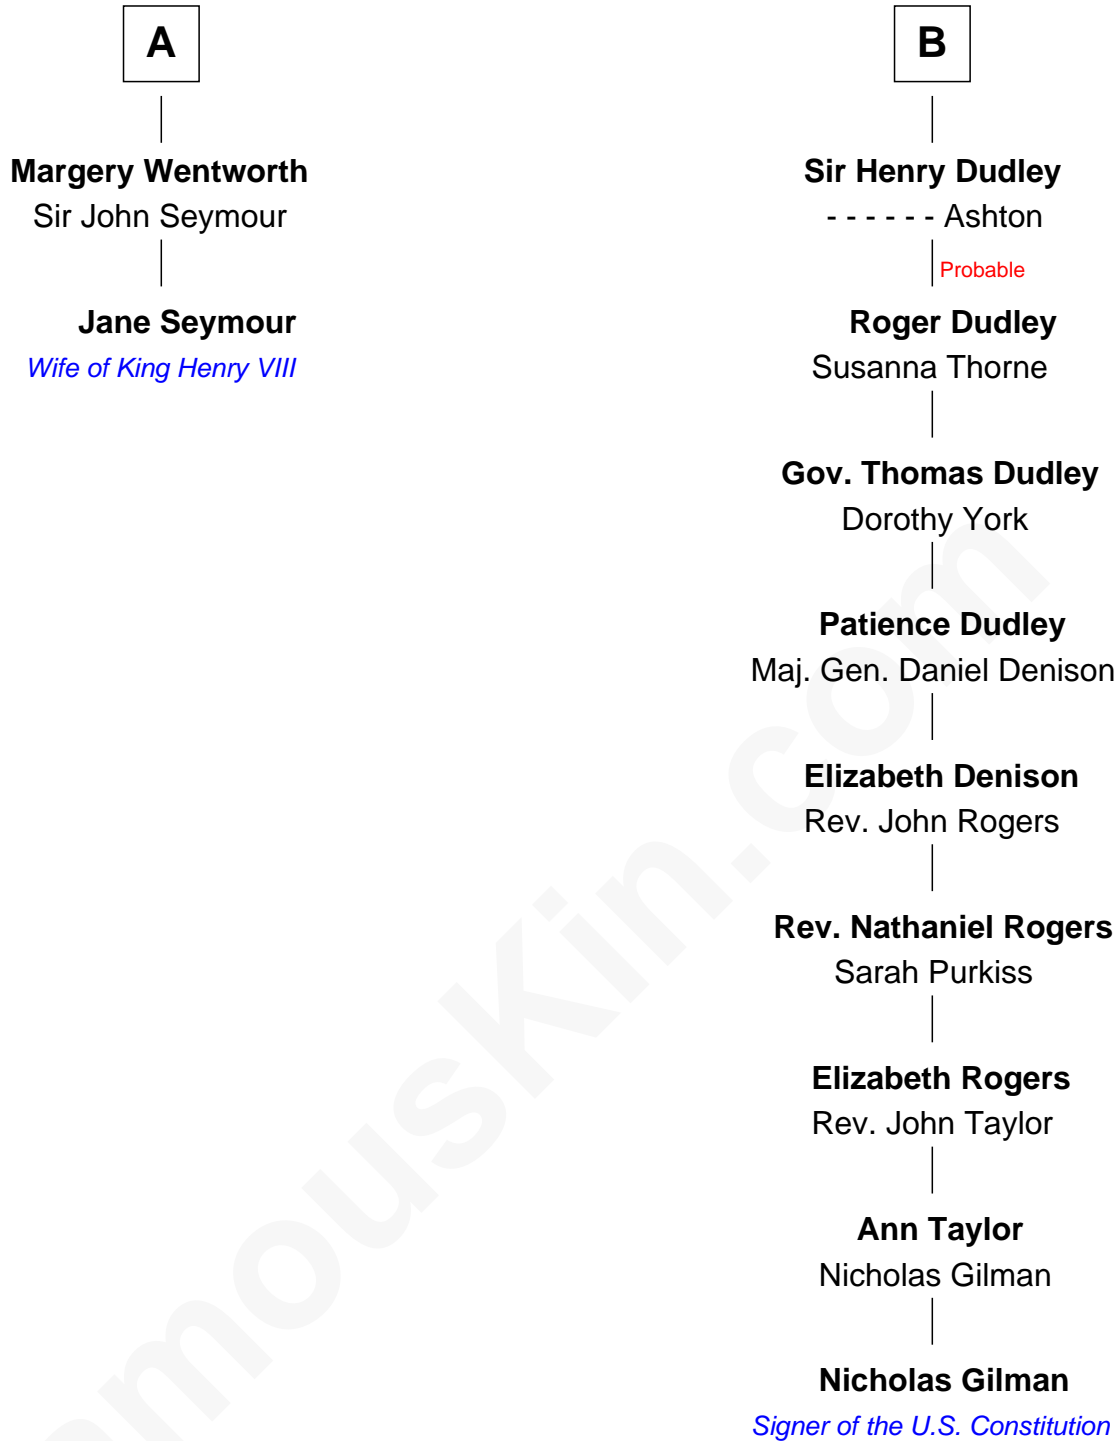 A
Margery Wentworth
Sir John Seymour
Jane Seymour
Wife of King Henry VIII
B
Sir Henry Dudley
- - - - - - Ashton
Probable
Roger Dudley
Susanna Thorne
Gov. Thomas Dudley
Dorothy York
Patience Dudley
Maj. Gen. Daniel Denison
Elizabeth Denison
Rev. John Rogers
Rev. Nathaniel Rogers
Sarah Purkiss
Elizabeth Rogers
Rev. John Taylor
Ann Taylor
Nicholas Gilman
Nicholas Gilman
Signer of the U.S. Constitution
amouskin.com